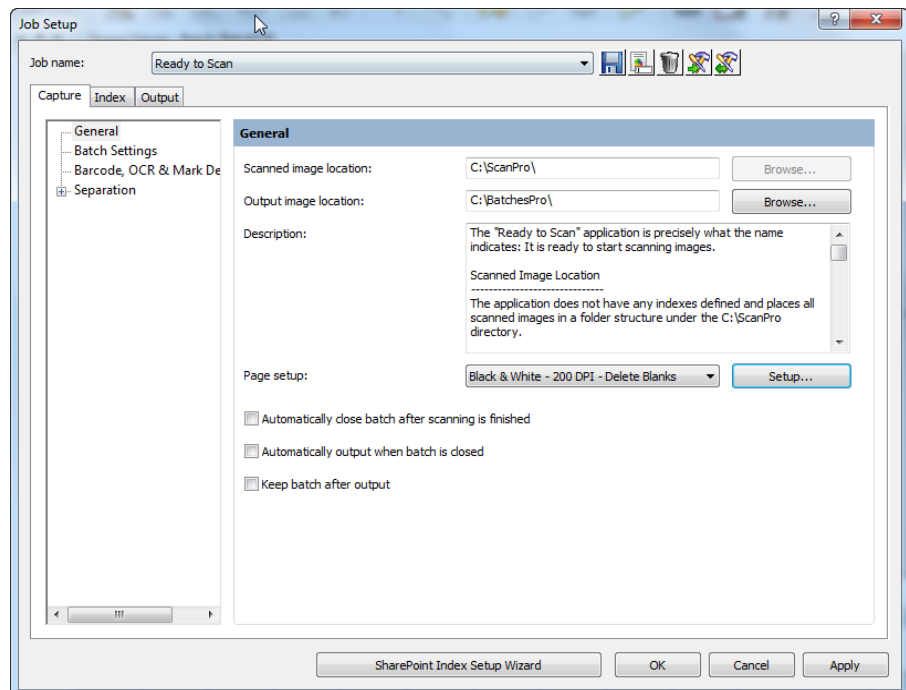 Job Setup
Job name:
Ready to Scan
Capture
Index
Output
General
Batch Settings
Barcode, OCR & Mark De
Separation
General
Scanned image location:
C:\ScanPro\
Browse...
Output image location:
C:\BatchesPro\
Browse...
Description:
The "Ready to Scan" application is precisely what the name
indicates: It is ready to start scanning images.
Scanned Image Location
------------------------------
The application does not have any indexes defined and places all
scanned images in a folder structure under the C:\ScanPro
directory.
Page setup:
Black & White - 200 DPI - Delete Blanks
Setup...
Automatically close batch after scanning is finished
Automatically output when batch is closed
Keep batch after output
SharePoint Index Setup Wizard
OK
Cancel
Apply